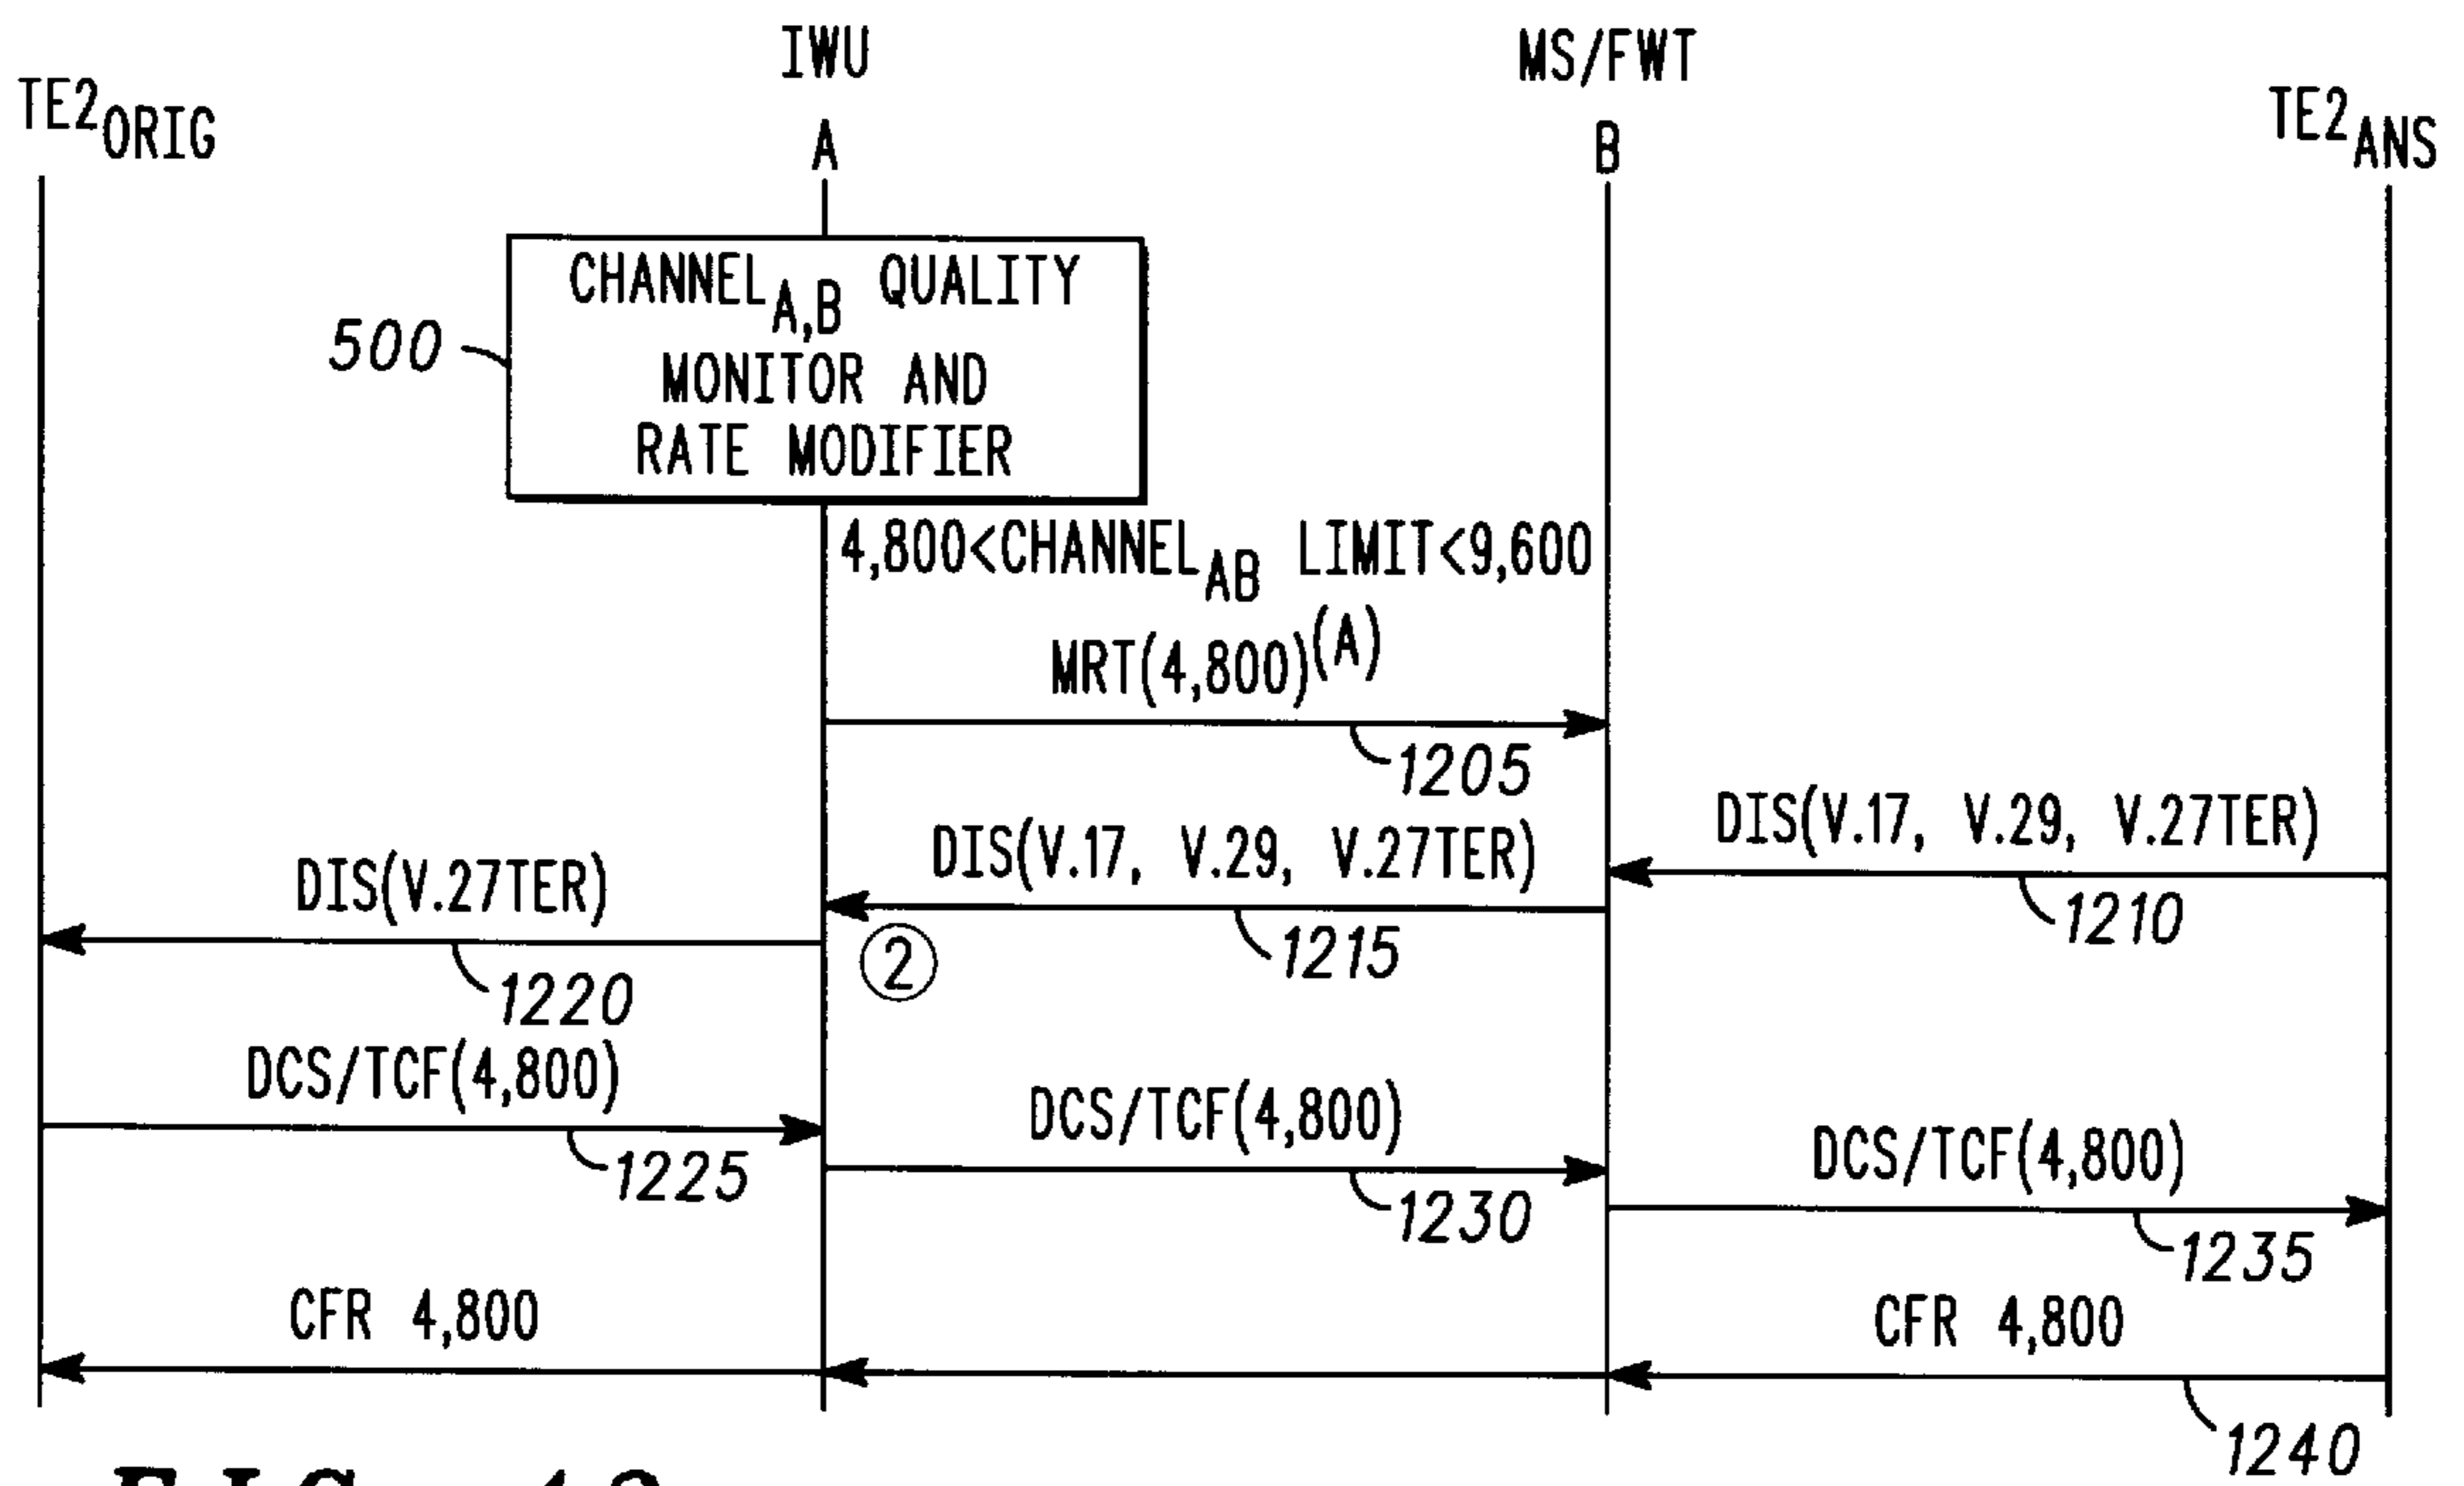 IWU
MS/FWT
TE2ORIG
A
B
TE2ANS
CHANNELA,B QUALITY
MONITOR AND
RATE MODIFIER
500
4,800<CHANNELAB LIMIT<9,600
MRT(4,800)(A)
1205
DIS(V.17, V.29, V.27TER)
1210
DIS(V.17, V.29, V.27TER)
1215
DIS(V.27TER)
2
1220
DCS/TCF(4,800)
1225
DCS/TCF(4,800)
1230
DCS/TCF(4,800)
1235
CFR 4,800
CFR 4,800
1240